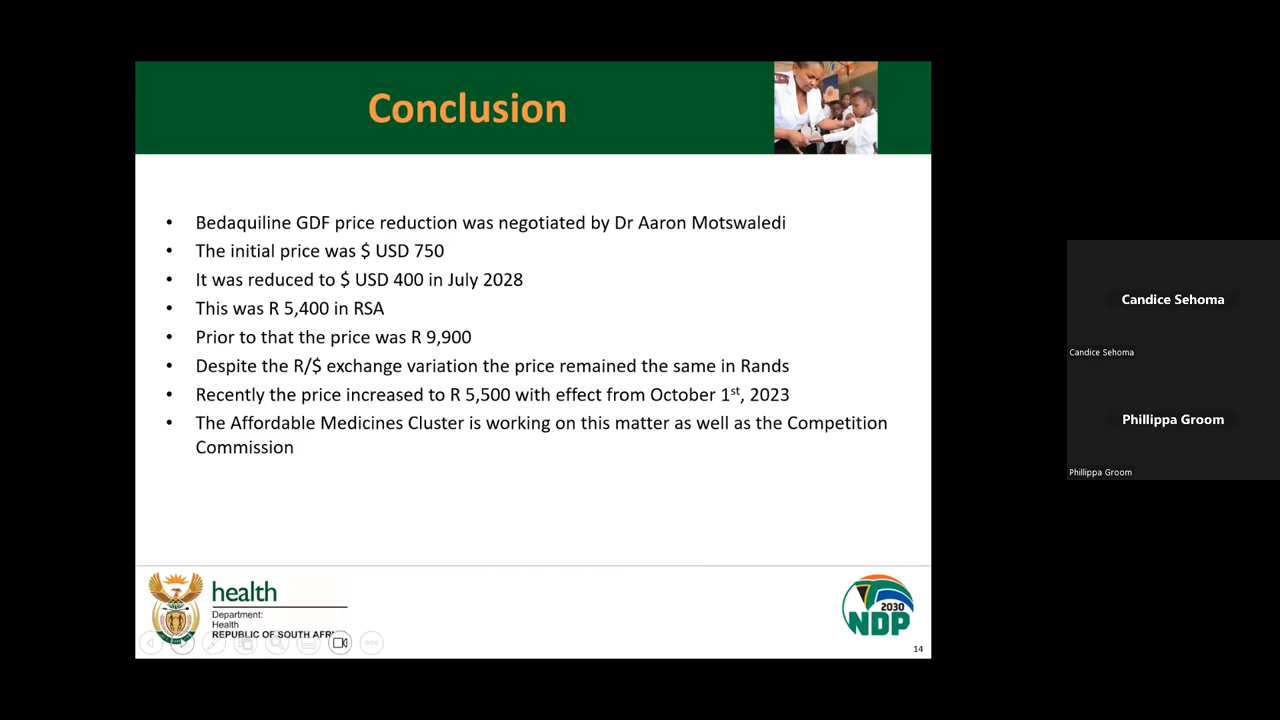 Conclusion
• Bedaquiline GDF price reduction was negotiated by Dr Aaron Motswaledi
• The initial price was $ USD 750
• It was reduced to $ USD 400 in July 2028
• This was R 5,400 in RSA
• Prior to that the price was R 9,900
• Despite the R/$ exchange variation the price remained the same in Rands
• Recently the price increased to R 5,500 with effect from October 1st, 2023
• The Affordable Medicines Cluster is working on this matter as well as the Competition
Commission
health
Department:
Health
REPUBLIC OF SOUTH AFRI
2030
NDP
14
Candice Sehoma
Candice Sehoma
Phillippa Groom
Phillippa Groom